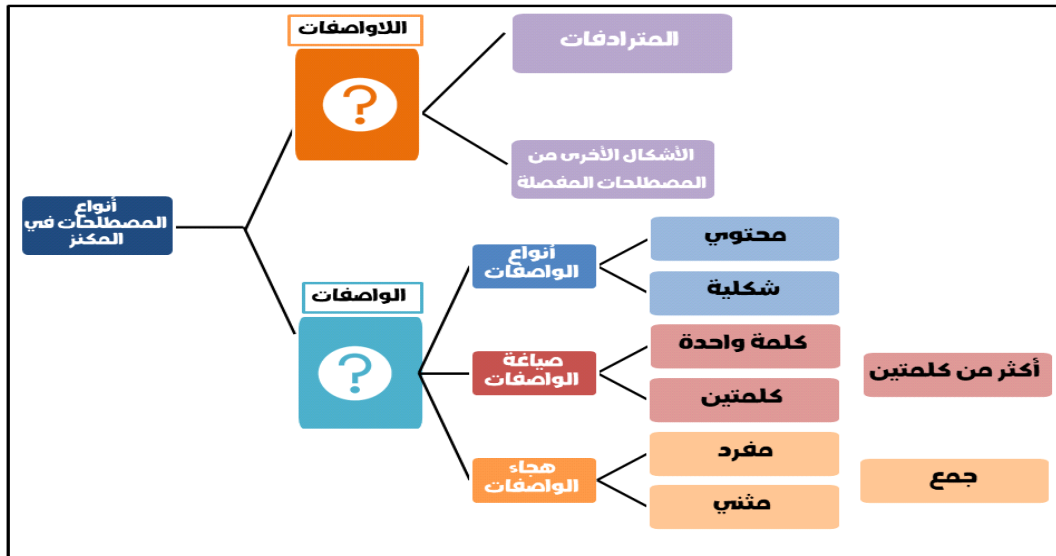 اللاواصفات
?
المترادفات
الأشكال الأخرى من
المصطلحات المفصلة
أنواع
المصطلحات في
المكنز
الواصفات
?
أنواع
الواصفات
محتوي
شكلية
صياغة
الواصفات
كلمة واحدة
كلمتين
أكثر من كلمتين
هجاء
الواصفات
مفرد
مثني
جمع